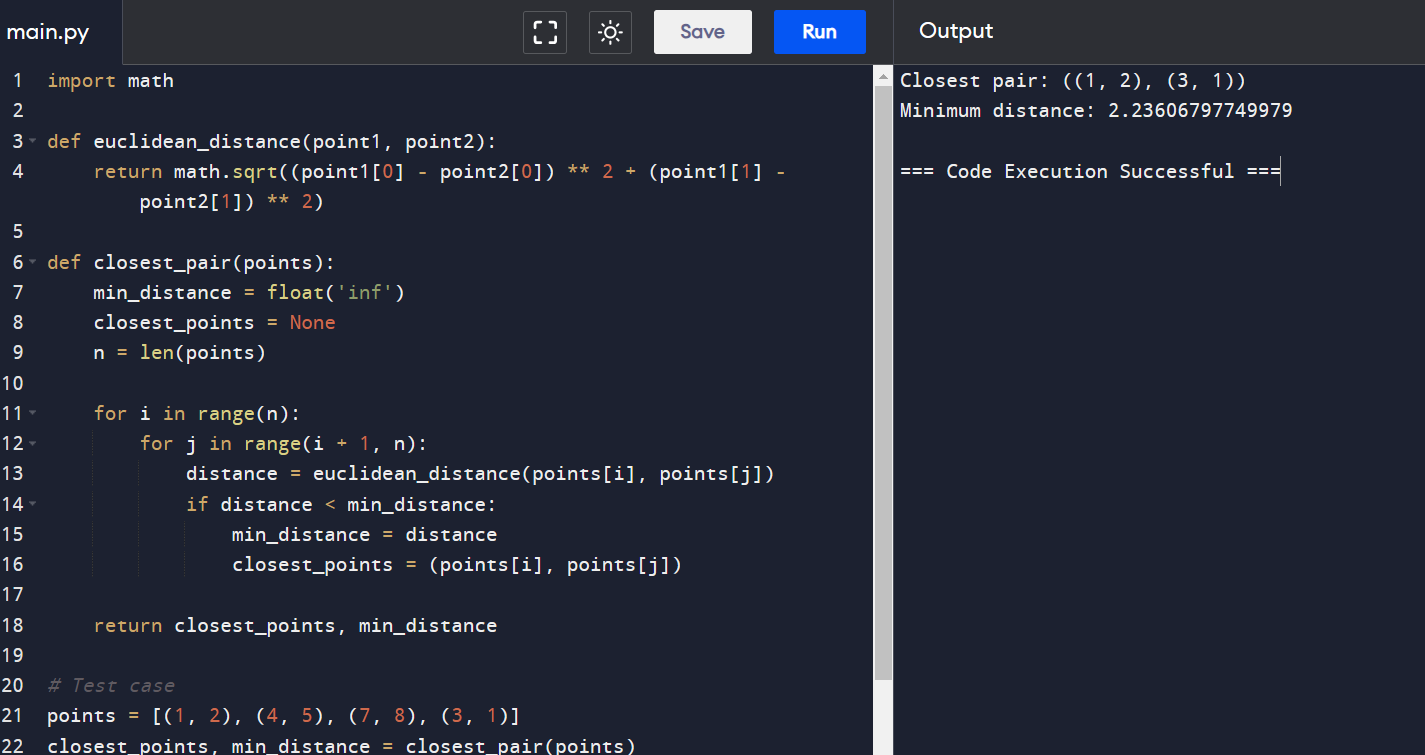 main.py
Save
Run
Output
1 import math
2
3 def euclidean_distance(point1, point2):
4     return math.sqrt((point1[0] - point2[0]) ** 2 + (point1[1] -
        point2[1]) ** 2)
5
6 def closest_pair(points):
7     min_distance = float('inf')
8     closest_points = None
9     n = len(points)
10
11     for i in range(n):
12         for j in range(i + 1, n):
13             distance = euclidean_distance(points[i], points[j])
14             if distance < min_distance:
15                 min_distance = distance
16                 closest_points = (points[i], points[j])
17
18     return closest_points, min_distance
19
20 # Test case
21 points = [(1, 2), (4, 5), (7, 8), (3, 1)]
22 closest_points, min_distance = closest_pair(points)
Closest pair: ((1, 2), (3, 1))
Minimum distance: 2.23606797749979
=== Code Execution Successful ===